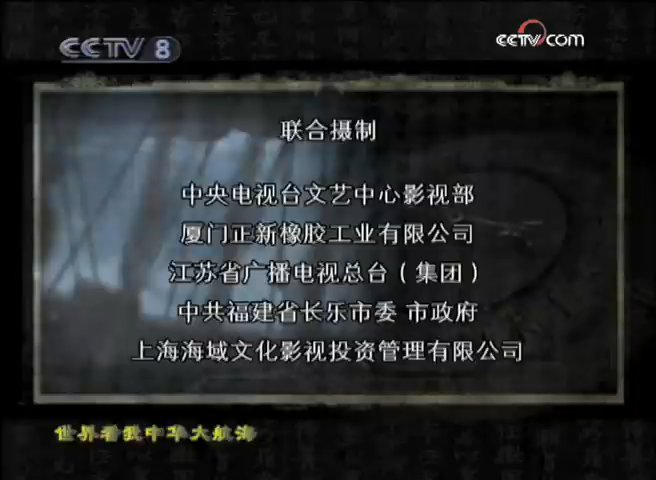 CCTV 8
CCTV.COM
联合摄制
中央电视台文艺中心影视部
厦门正新橡胶工业有限公司
江苏省广播电视总台(集团)
中共福建省长乐市委 市政府
上海海域文化影视投资管理有限公司
世界看我中华大航海